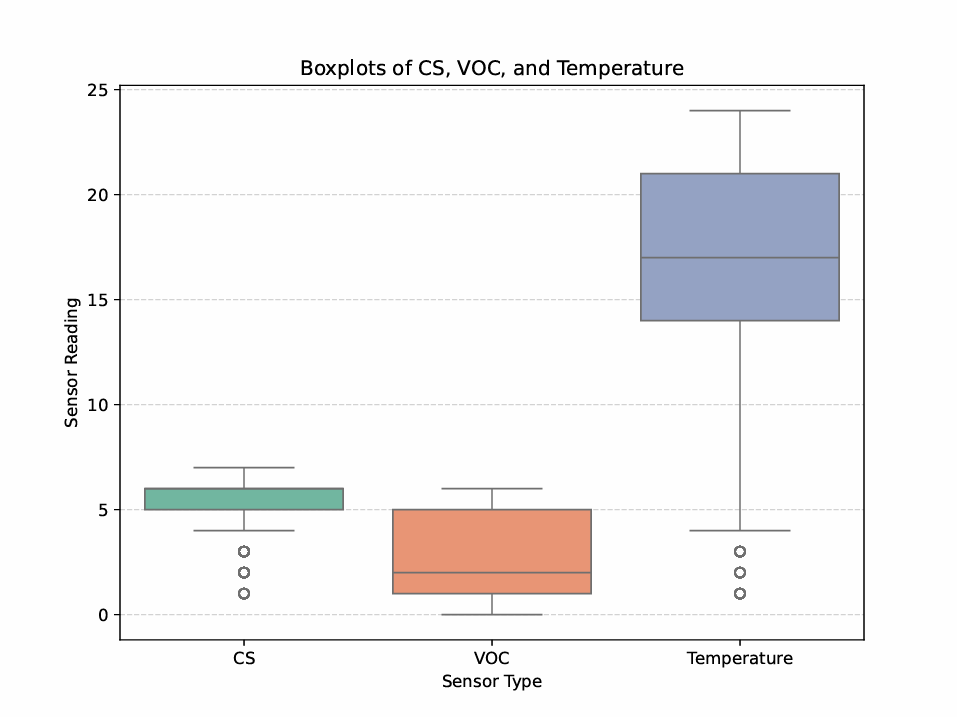 Boxplots of CS, VOC, and Temperature
25
20
15
10
5
0
Sensor Reading
CS VOC Temperature
Sensor Type